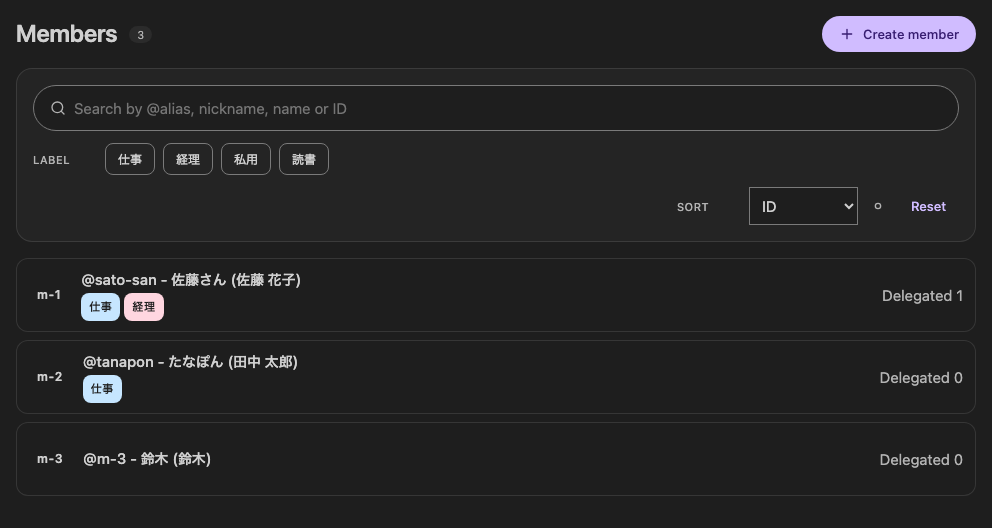 Members 3
+ Create member
Search by @alias, nickname, name or ID
LABEL 仕事 経理 私用 読書
SORT ID Reset
m-1 @sato-san - 佐藤さん (佐藤 花子) Delegated 1
仕事 経理
m-2 @tanapon - たなぽん (田中 太郎) Delegated 0
仕事
m-3 @m-3 - 鈴木 (鈴木) Delegated 0